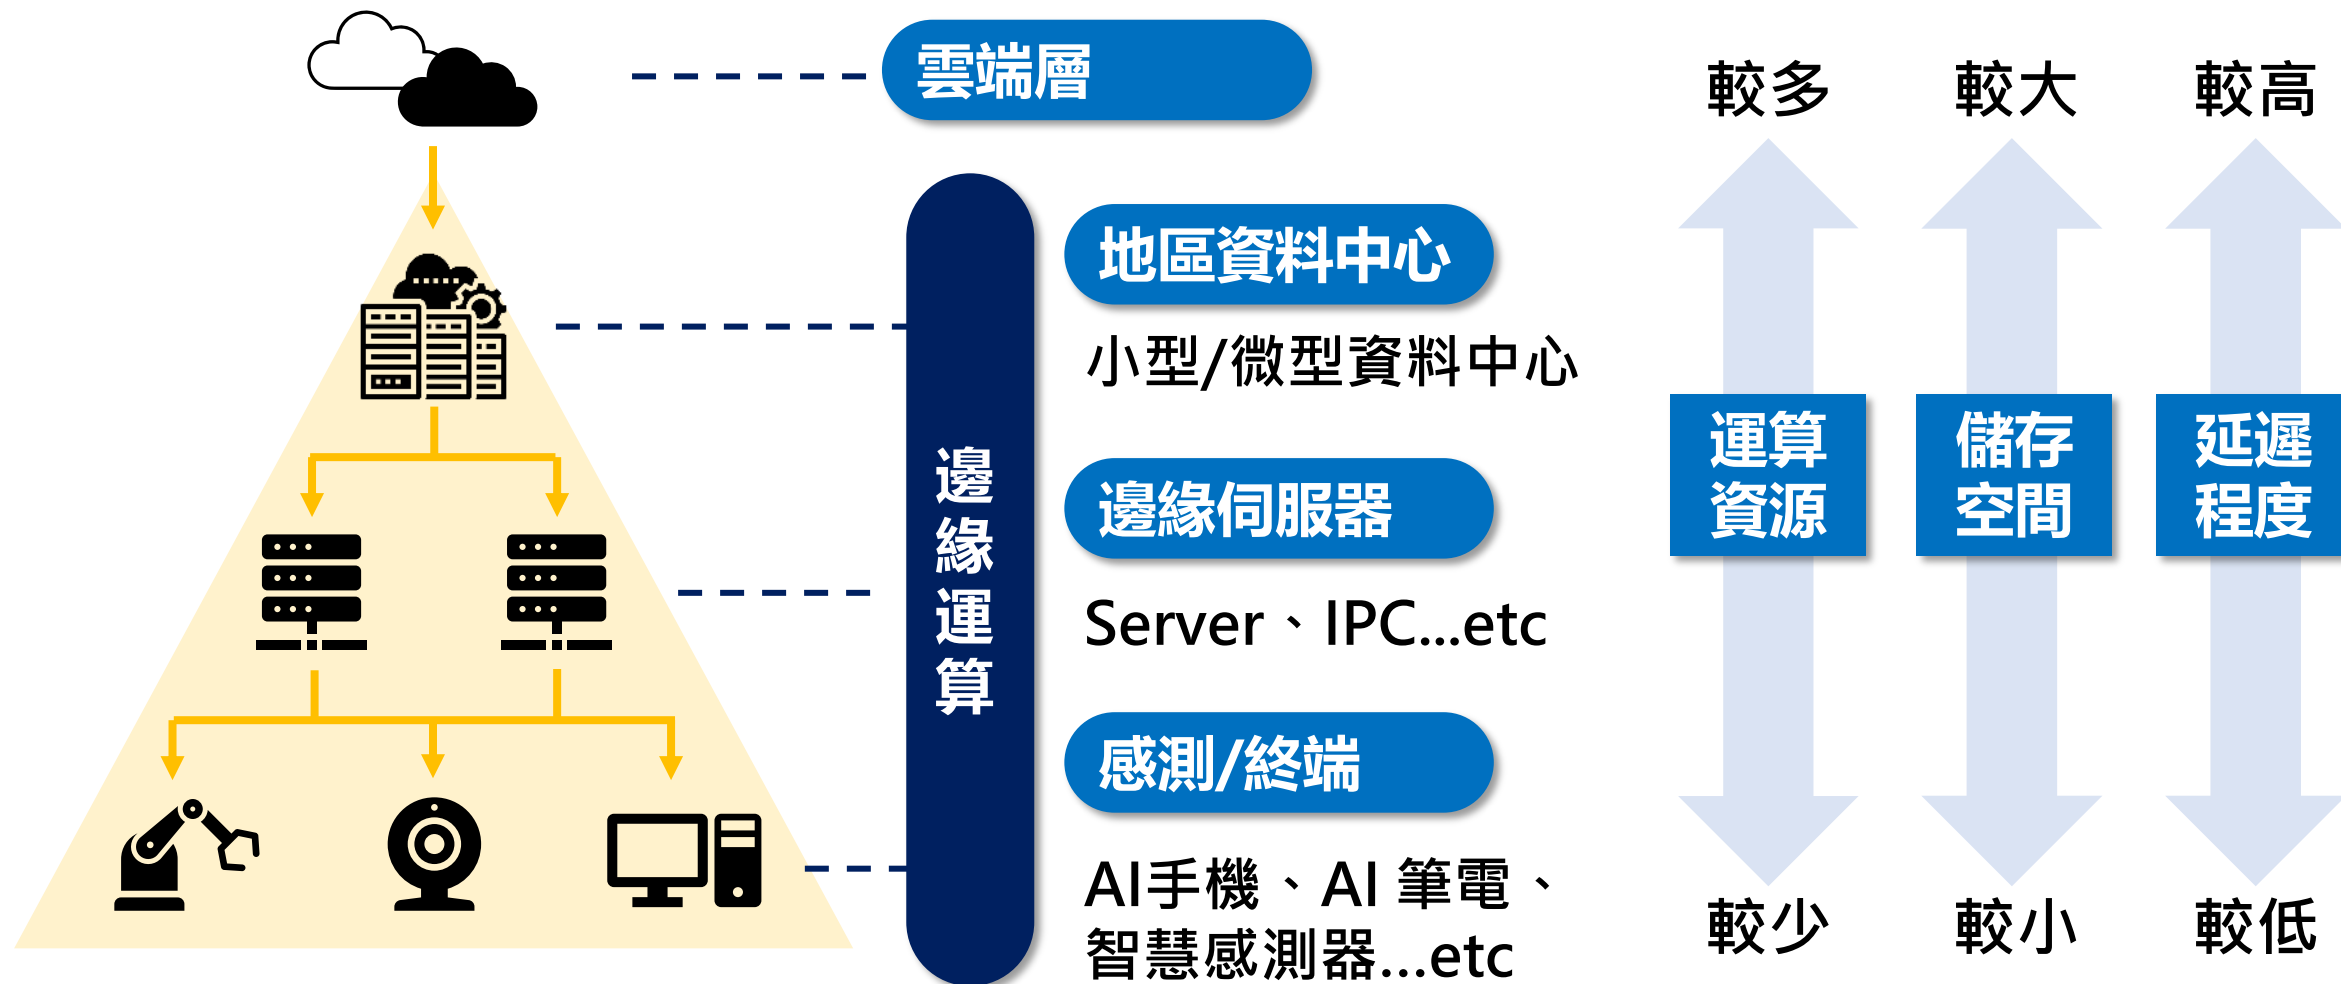 雲端層
邊緣運算
地區資料中心
小型/微型資料中心
邊緣伺服器
Server、IPC...etc
感測/終端
AI手機、AI 筆電、
智慧感測器...etc
較多
運算
資源
較少
較大
儲存
空間
較小
較高
延遲
程度
較低